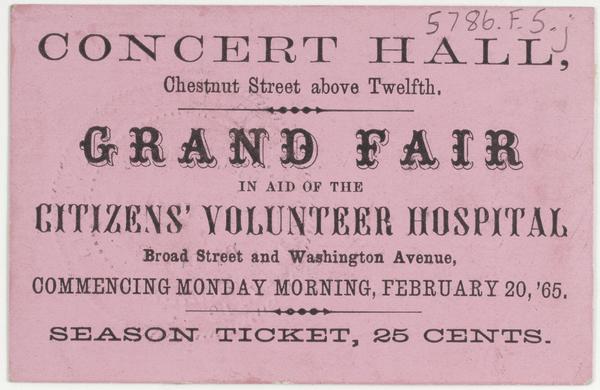 5786.F.5.j
CONCERT HALL,
Chestnut Street above Twelfth.
GRAND FAIR
IN AID OF THE
CITIZENS' VOLUNTEER HOSPITAL
Broad Street and Washington Avenue,
COMMENCING MONDAY MORNING, FEBRUARY 20, '65.
SEASON TICKET, 25 CENTS.